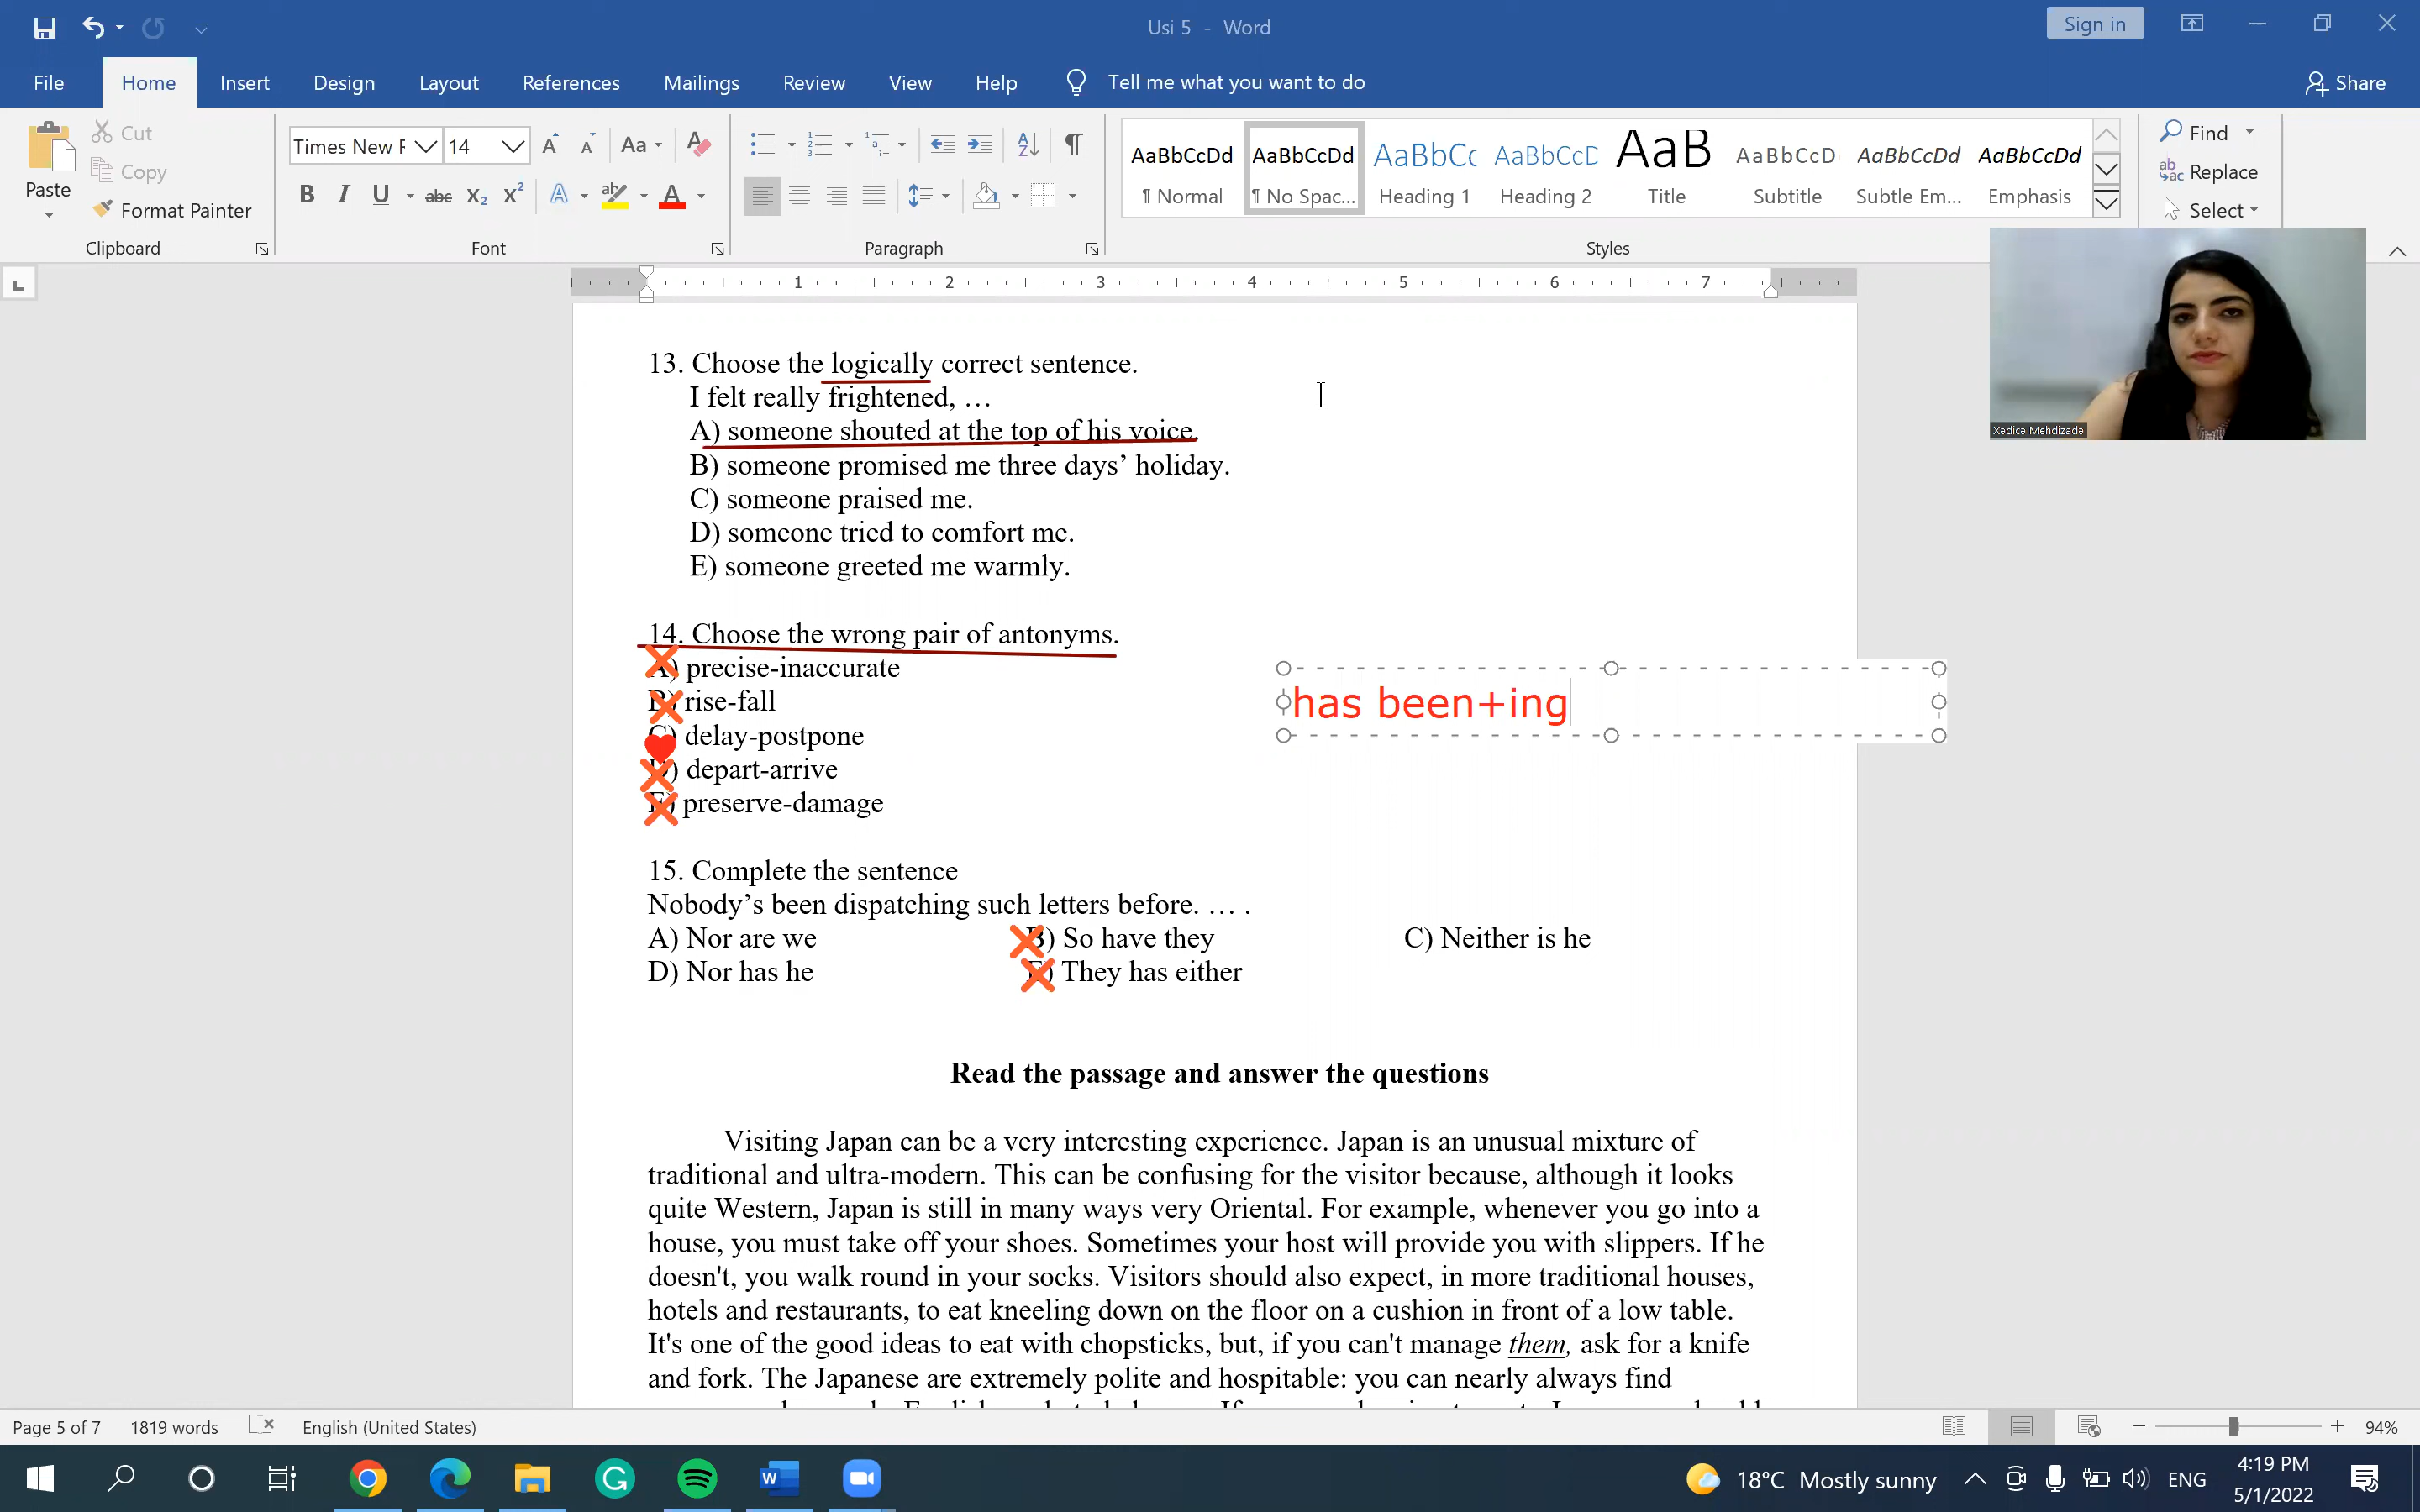 Usi 5 - Word
Sign in
File Home Insert Design Layout References Mailings Review View Help Tell me what you want to do Share
Paste
Cut
Copy
Format Painter
Clipboard
Times New F 14
Font
Paragraph
AaBbCcDd AaBbCcDd AaBbCc AaBbCcD AaB AaBbCcD AaBbCcDd AaBbCcDd
¶ Normal ¶ No Spac... Heading 1 Heading 2 Title Subtitle Subtle Em... Emphasis
Styles
Find
Replace
Select
1 2 3 4 5 6 7
Xədicə Mehdizadə
13. Choose the logically correct sentence.
I felt really frightened, …
A) someone shouted at the top of his voice.
B) someone promised me three days’ holiday.
C) someone praised me.
D) someone tried to comfort me.
E) someone greeted me warmly.
14. Choose the wrong pair of antonyms.
A) precise-inaccurate
B) rise-fall
C) delay-postpone
D) depart-arrive
E) preserve-damage
has been+ing
15. Complete the sentence
Nobody’s been dispatching such letters before. … .
A) Nor are we B) So have they C) Neither is he
D) Nor has he E) They has either
Read the passage and answer the questions
Visiting Japan can be a very interesting experience. Japan is an unusual mixture of
traditional and ultra-modern. This can be confusing for the visitor because, although it looks
quite Western, Japan is still in many ways very Oriental. For example, whenever you go into a
house, you must take off your shoes. Sometimes your host will provide you with slippers. If he
doesn't, you walk round in your socks. Visitors should also expect, in more traditional houses,
hotels and restaurants, to eat kneeling down on the floor on a cushion in front of a low table.
It's one of the good ideas to eat with chopsticks, but, if you can't manage them, ask for a knife
and fork. The Japanese are extremely polite and hospitable: you can nearly always find
Page 5 of 7 1819 words English (United States) 94%
18°C Mostly sunny ENG
4:19 PM
5/1/2022